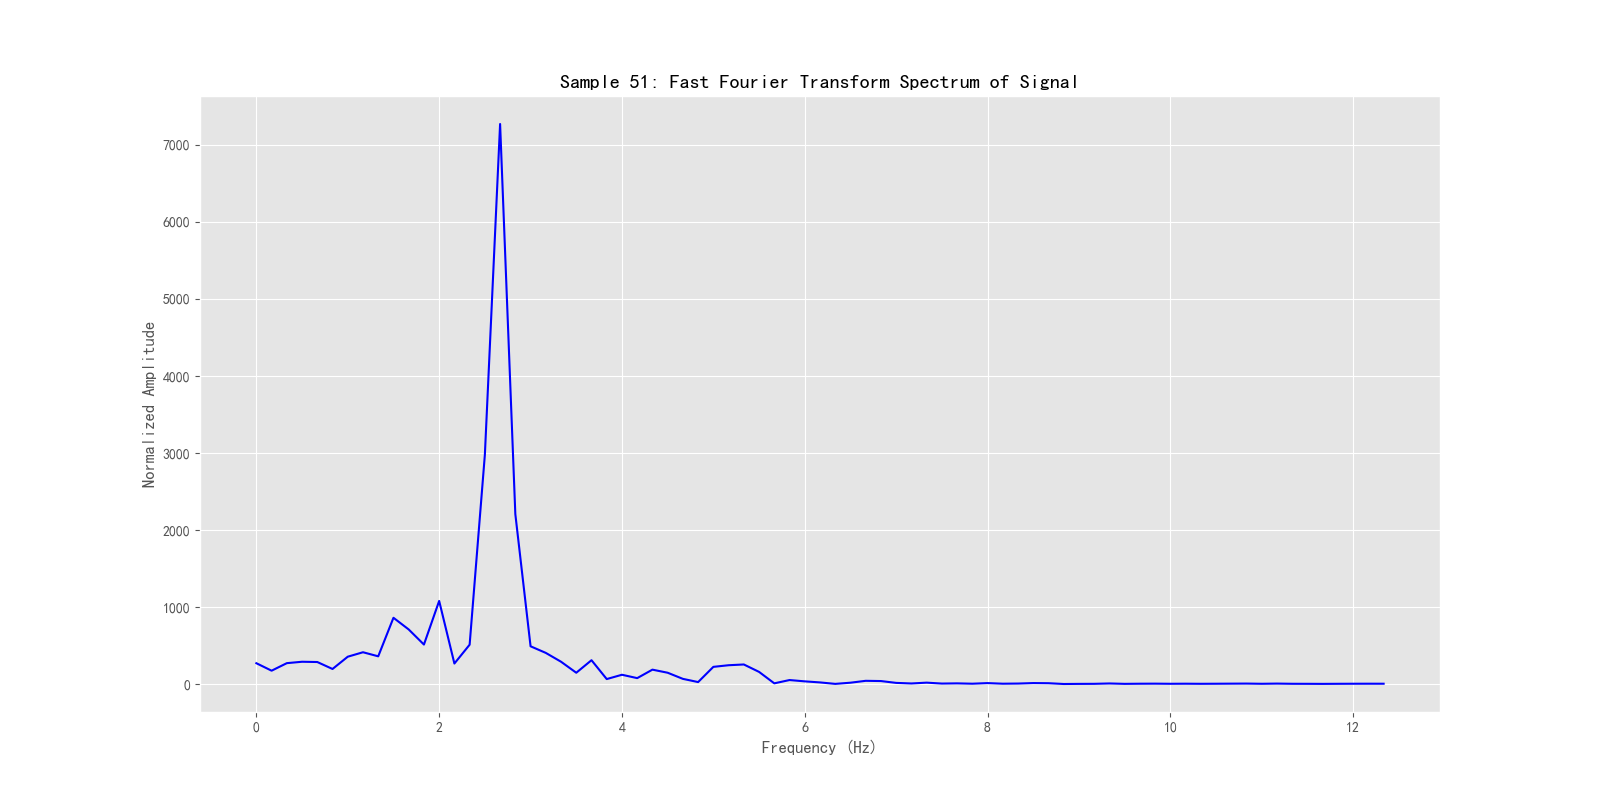 Sample 51: Fast Fourier Transform Spectrum of Signal
7000
6000
5000
4000
3000
2000
1000
0
Normalized Amplitude
0 2 4 6 8 10 12
Frequency (Hz)